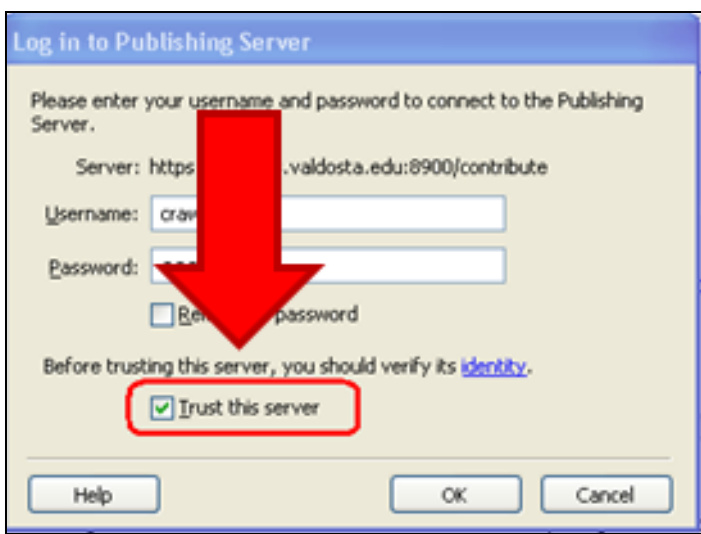 Log in to Publishing Server
Please enter your username and password to connect to the Publishing
Server.
Server: https .valdosta.edu:8900/contribute
Username:
Password:
password
Before trusting this server, you should verify its identity.
Trust this server
Help OK Cancel